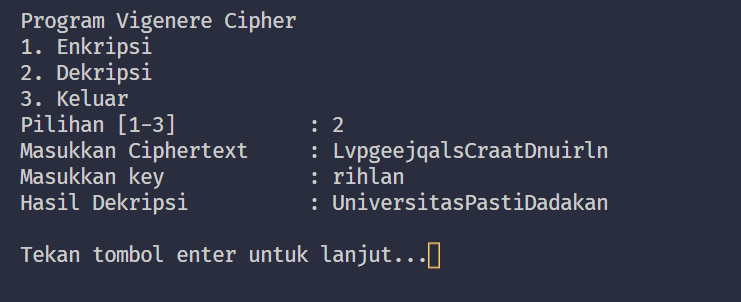 Program Vigenere Cipher
1. Enkripsi
2. Dekripsi
3. Keluar
Pilihan [1-3] : 2
Masukkan Ciphertext : LvpgeejqalsCraatDnuirln
Masukkan key : rihlan
Hasil Dekripsi : UniversitasPastiDadakan
Tekan tombol enter untuk lanjut...